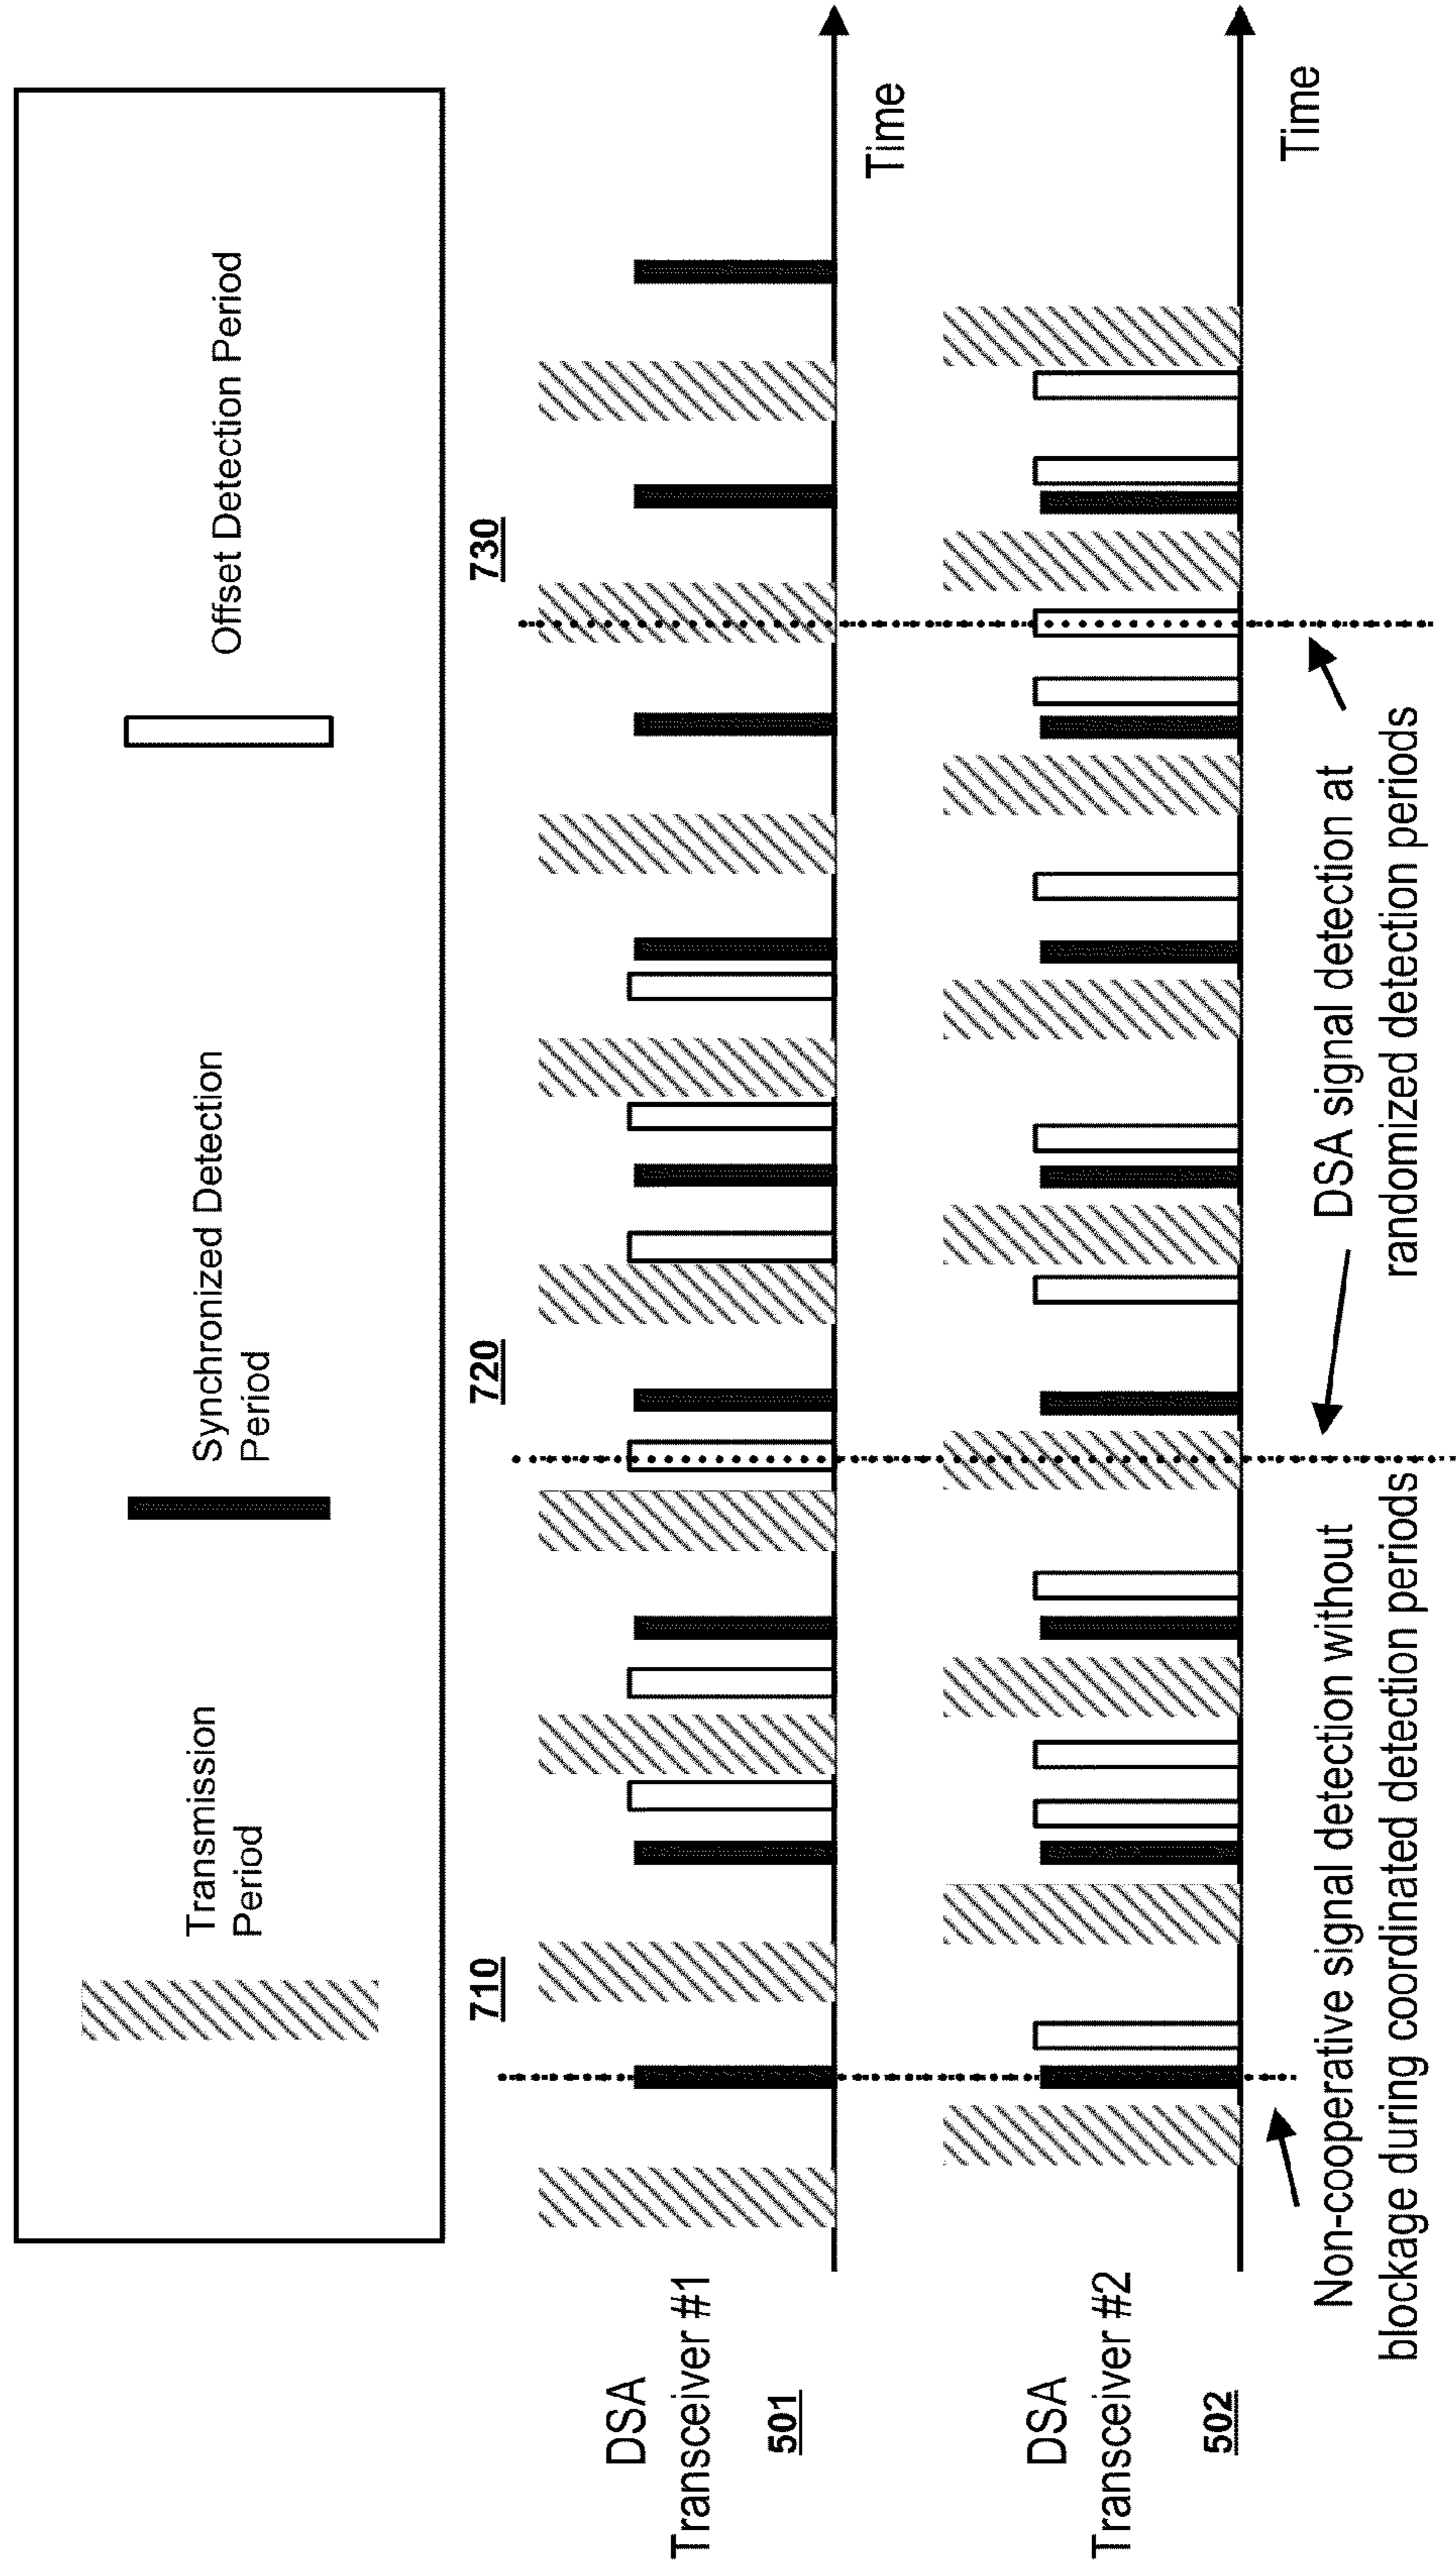 Transmission
Period
Synchronized Detection
Period
Offset Detection Period
710
720
730
DSA
Transceiver #1
501
Time
DSA
Transceiver #2
502
Time
Non-cooperative signal detection without
blockage during coordinated detection periods
DSA signal detection at
randomized detection periods